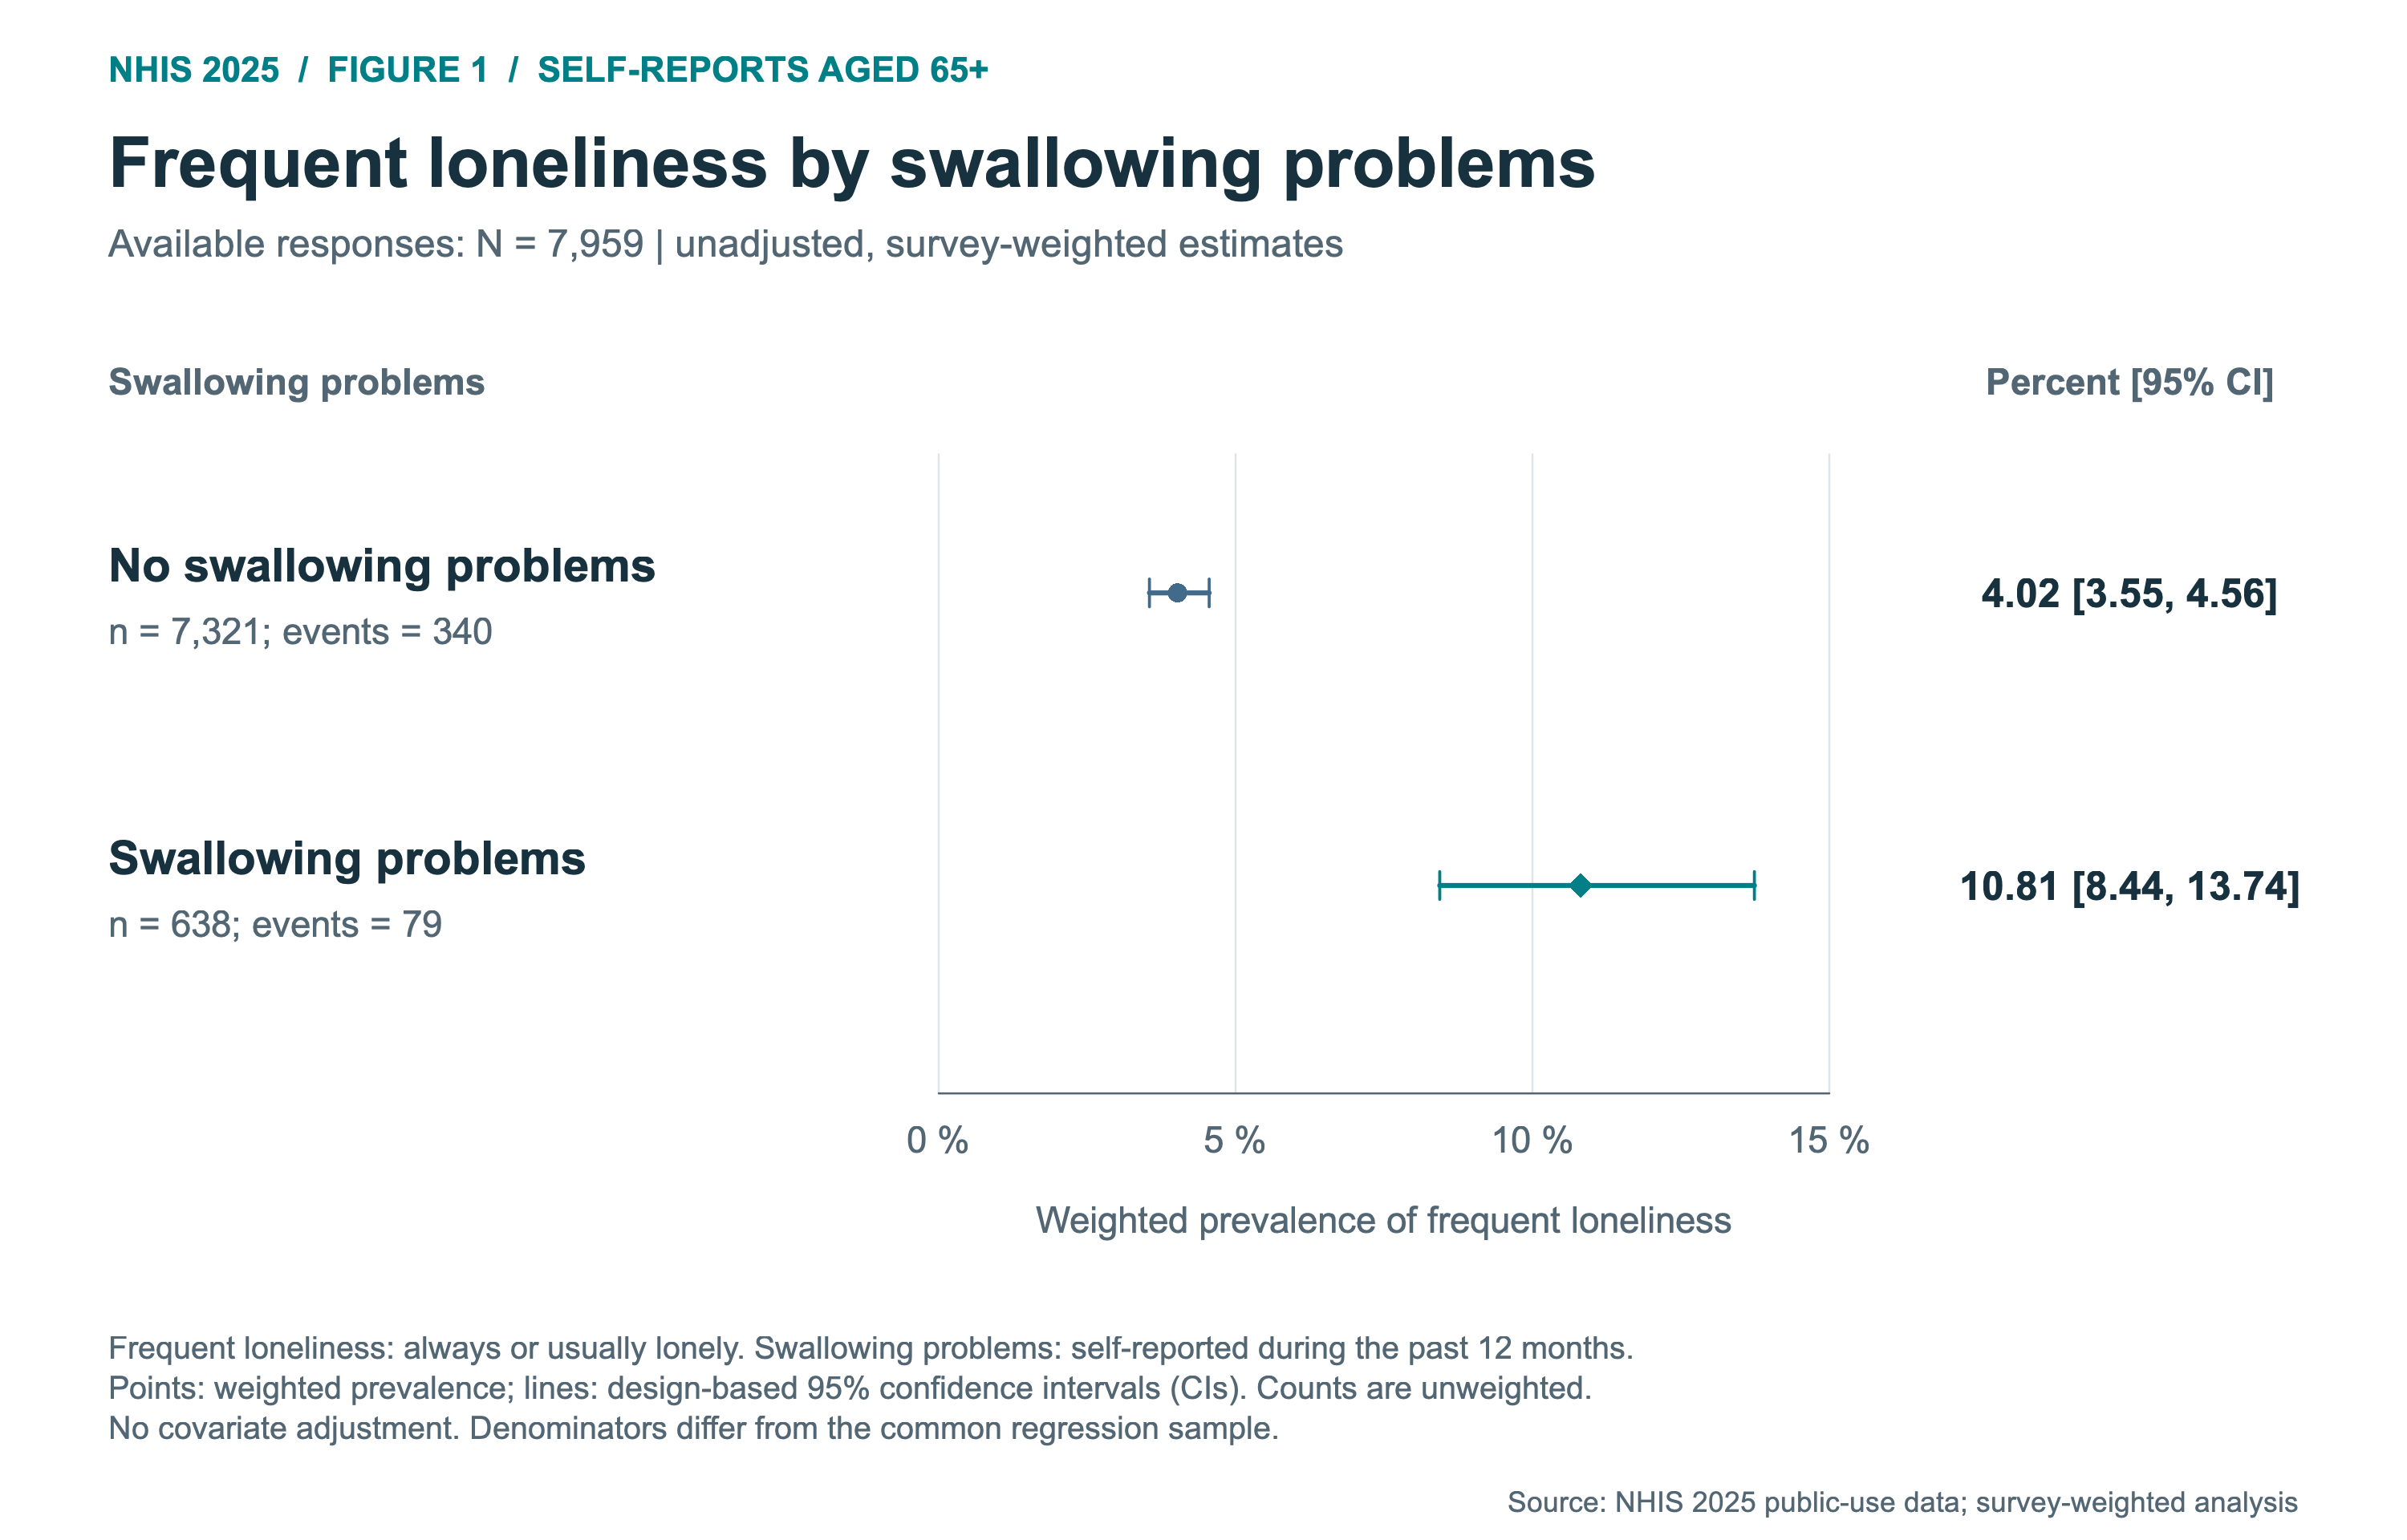 NHIS 2025 / FIGURE 1 / SELF-REPORTS AGED 65+
Frequent loneliness by swallowing problems
Available responses: N = 7,959 | unadjusted, survey-weighted estimates
Swallowing problems
Percent [95% CI]
No swallowing problems
n = 7,321; events = 340
4.02 [3.55, 4.56]
Swallowing problems
n = 638; events = 79
10.81 [8.44, 13.74]
0 %
5 %
10 %
15 %
Weighted prevalence of frequent loneliness
Frequent loneliness: always or usually lonely. Swallowing problems: self-reported during the past 12 months.
Points: weighted prevalence; lines: design-based 95% confidence intervals (CIs). Counts are unweighted.
No covariate adjustment. Denominators differ from the common regression sample.
Source: NHIS 2025 public-use data; survey-weighted analysis